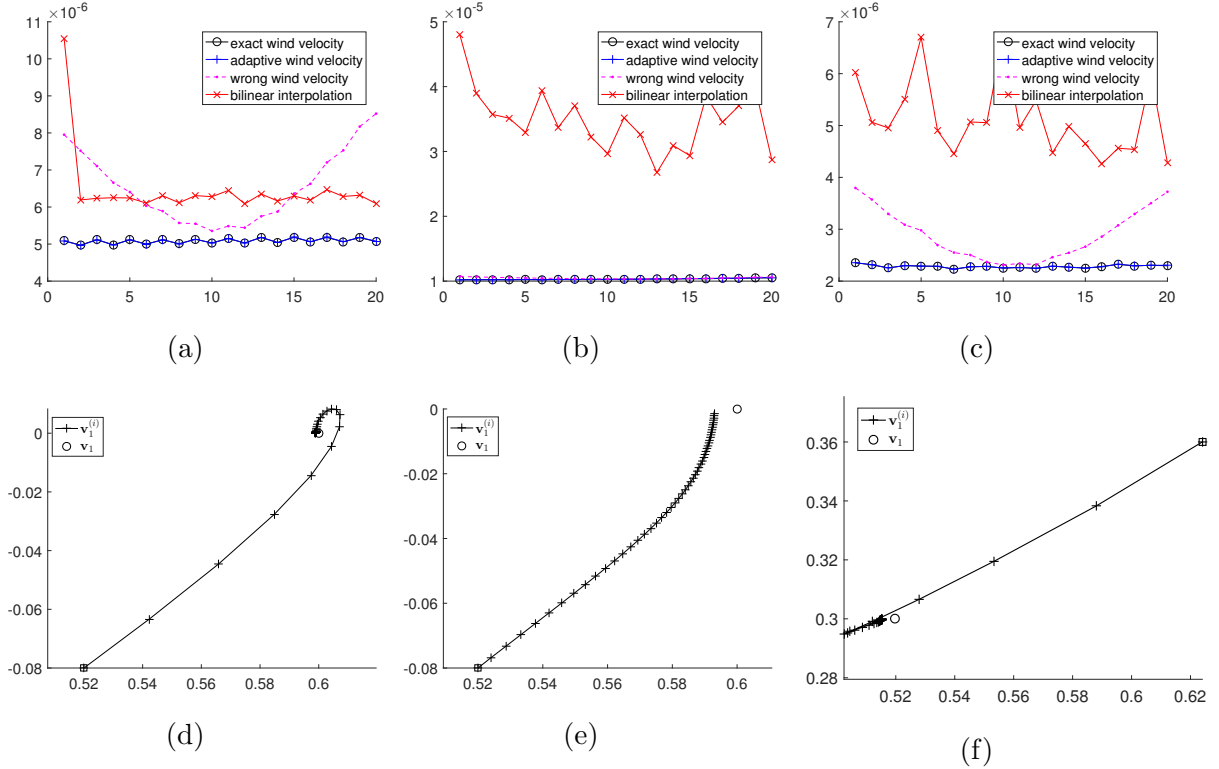 ×10⁻⁶
11
10
9
8
7
6
5
4
0
5
10
15
20
exact wind velocity
adaptive wind velocity
wrong wind velocity
bilinear interpolation
(a)
×10⁻⁵
5
4
3
2
1
0
5
10
15
20
exact wind velocity
adaptive wind velocity
wrong wind velocity
bilinear interpolation
(b)
×10⁻⁶
7
6
5
4
3
2
0
5
10
15
20
exact wind velocity
adaptive wind velocity
wrong wind velocity
bilinear interpolation
(c)
0
-0.02
-0.04
-0.06
-0.08
0.52
0.54
0.56
0.58
0.6
v₁⁽ⁱ⁾
v₁
(d)
0
-0.02
-0.04
-0.06
-0.08
0.52
0.54
0.56
0.58
0.6
v₁⁽ⁱ⁾
v₁
(e)
0.36
0.34
0.32
0.3
0.28
0.52
0.54
0.56
0.58
0.6
0.62
v₁⁽ⁱ⁾
v₁
(f)